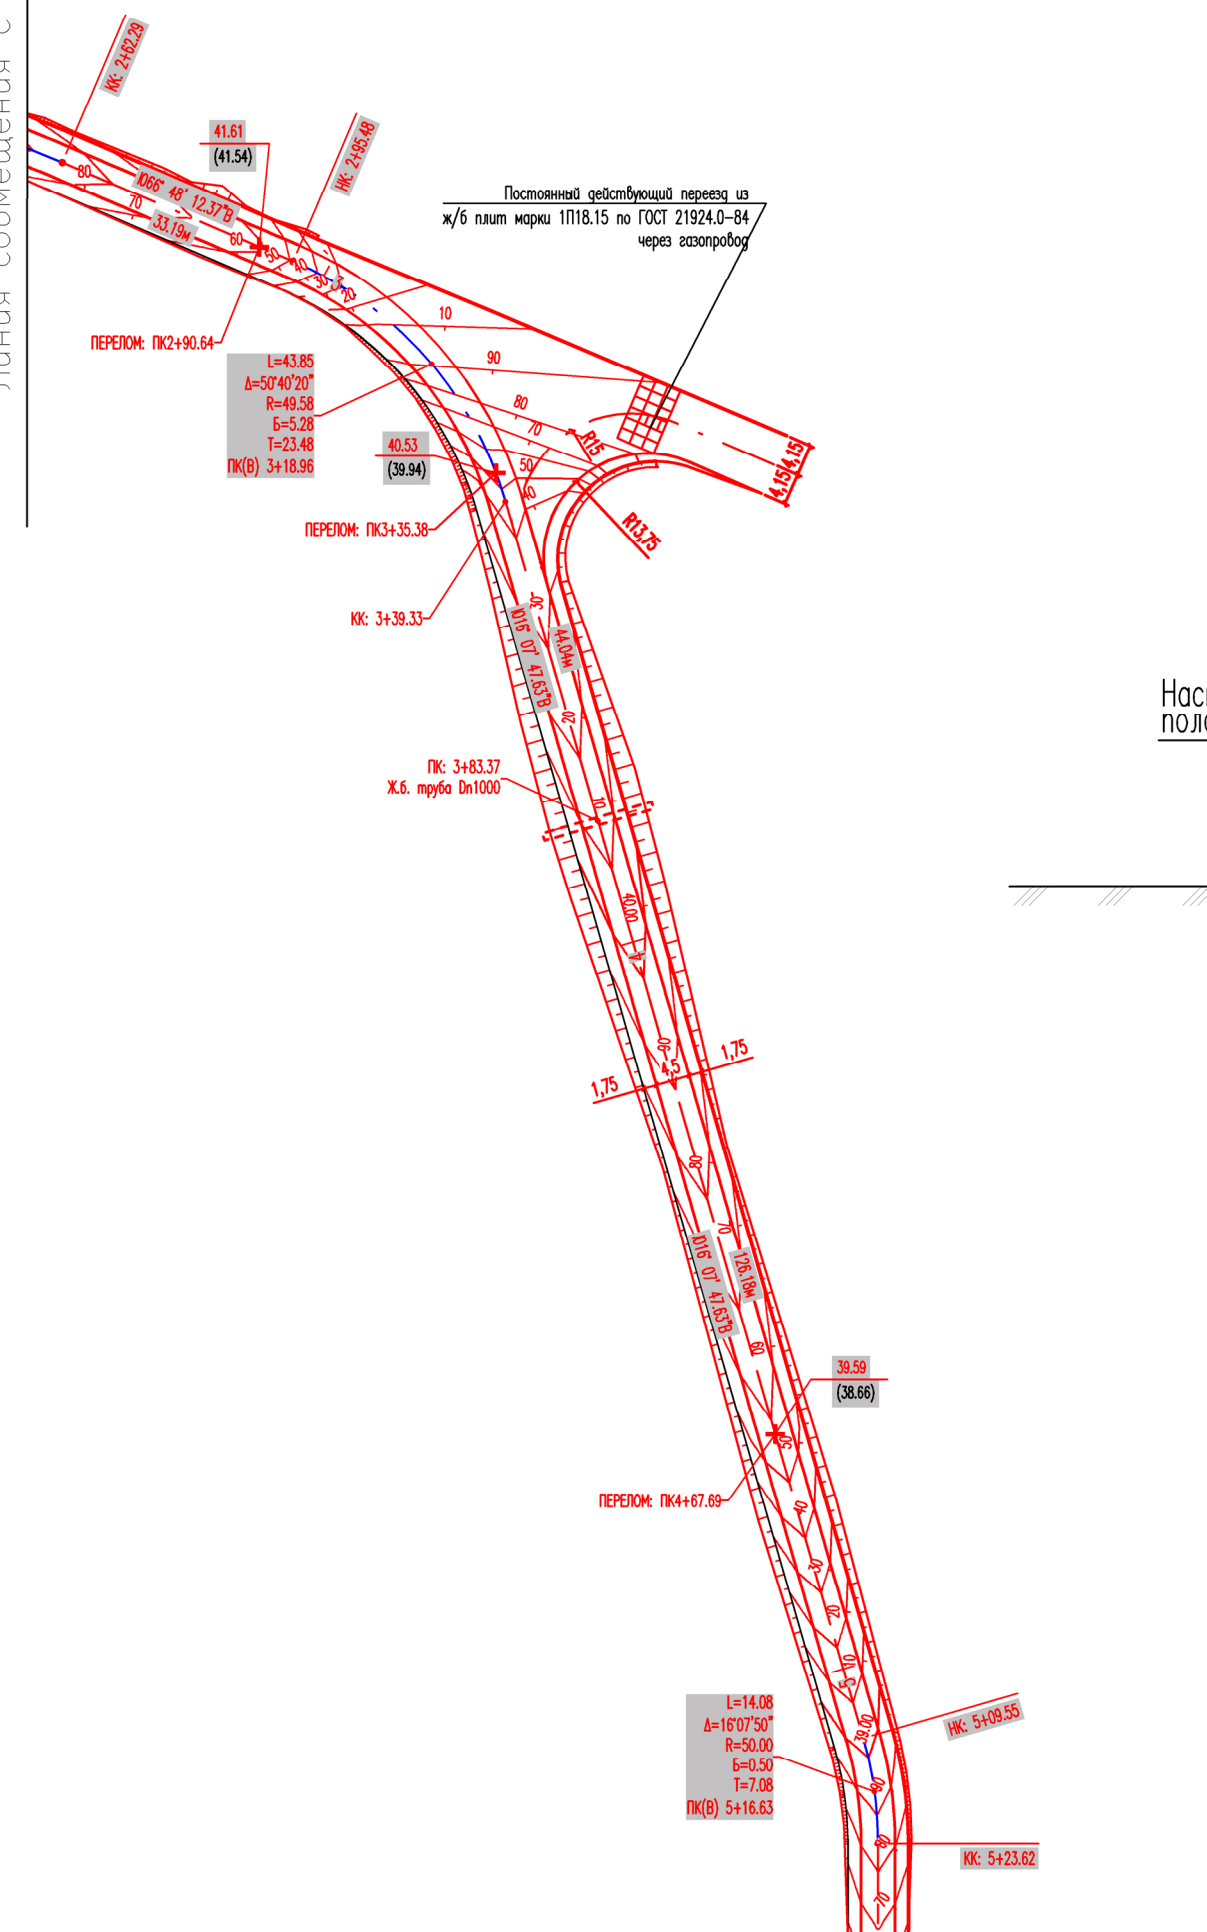 КК: 2+62.29
41.61
(41.54)
НК: 2+95.48
80
Ю66° 48' 12.37"В
70
33.19м
60
50
40
30
3
20
Постоянный действующий переезд из
ж/б плит марки 1П18.15 по ГОСТ 21924.0-84
через газопровод
10
ПЕРЕЛОМ: ПК2+90.64
L=43.85
Δ=50°40'20"
R=49.58
Б=5.28
Т=23.48
ПК(В) 3+18.96
90
80
70
R15
4,15
4,15
40.53
(39.94)
50
40
R13,75
ПЕРЕЛОМ: ПК3+35.38
КК: 3+39.33
30
Ю16° 07' 47.63"В
44.04м
20
Насы
поло
ПК: 3+83.37
Ж.б. труба Dn1000
10
40.00
4
90
1,75
4,5
1,75
80
70
Ю16° 07' 47.63"В
126.18м
60
39.59
(38.66)
50
ПЕРЕЛОМ: ПК4+67.69
40
30
20
10
5
L=14.08
Δ=16°07'50"
R=50.00
Б=0.50
Т=7.08
ПК(В) 5+16.63
39.00
НК: 5+09.55
90
80
КК: 5+23.62
70